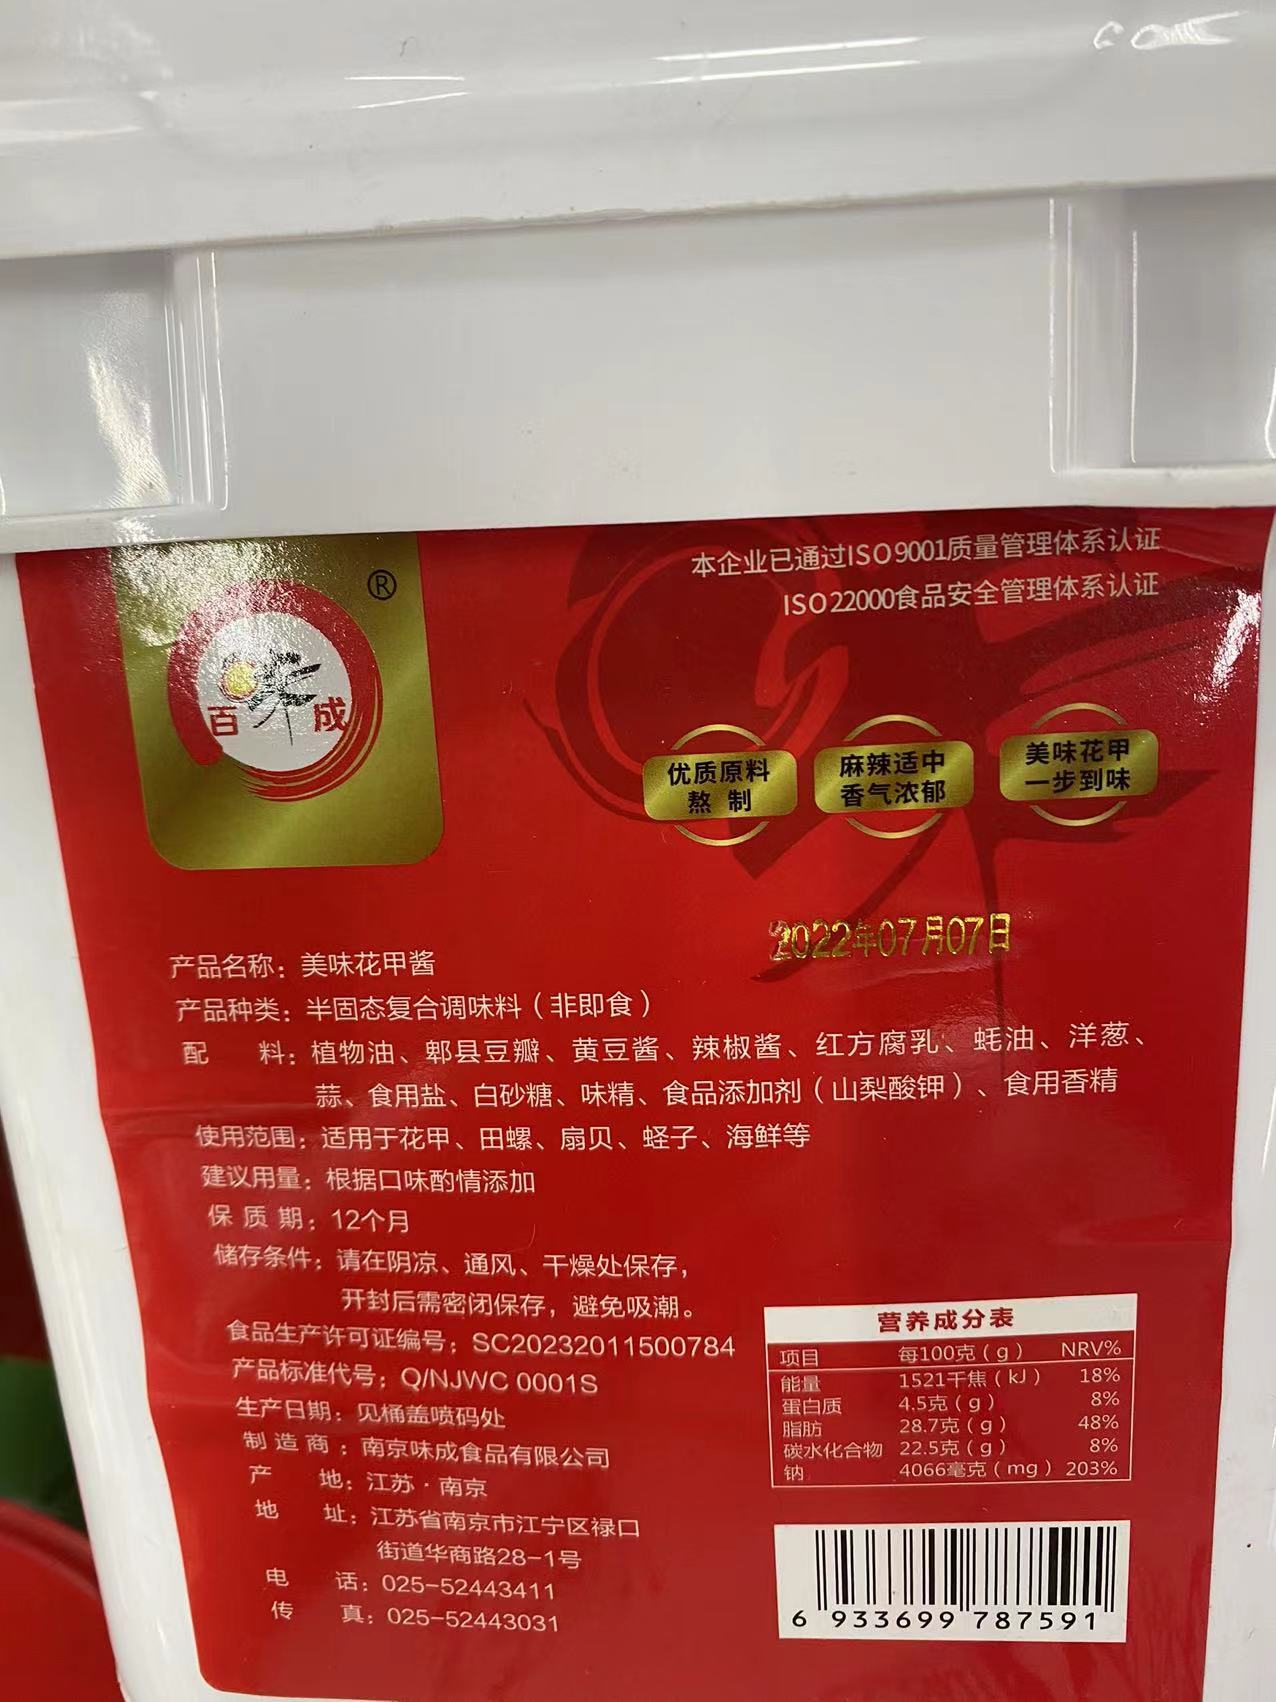 ®
百味成
本企业已通过ISO9001质量管理体系认证
ISO22000食品安全管理体系认证
优质原料
熬 制
麻辣适中
香气浓郁
美味花甲
一步到味
2022年07月07日
产品名称：美味花甲酱
产品种类：半固态复合调味料（非即食）
配 料：植物油、郫县豆瓣、黄豆酱、辣椒酱、红方腐乳、蚝油、洋葱、
蒜、食用盐、白砂糖、味精、食品添加剂（山梨酸钾）、食用香精
使用范围：适用于花甲、田螺、扇贝、蛏子、海鲜等
建议用量：根据口味酌情添加
保 质 期：12个月
储存条件：请在阴凉、通风、干燥处保存，
开封后需密闭保存，避免吸潮。
食品生产许可证编号：SC20232011500784
产品标准代号：Q/NJWC 0001S
生产日期：见桶盖喷码处
制 造 商：南京味成食品有限公司
产 地：江苏·南京
地 址：江苏省南京市江宁区禄口
街道华商路28-1号
电 话：025-52443411
传 真：025-52443031
营养成分表
项目 每100克（g） NRV%
能量 1521千焦（kJ） 18%
蛋白质 4.5克（g） 8%
脂肪 28.7克（g） 48%
碳水化合物 22.5克（g） 8%
钠 4066毫克（mg） 203%
6 933699 787591